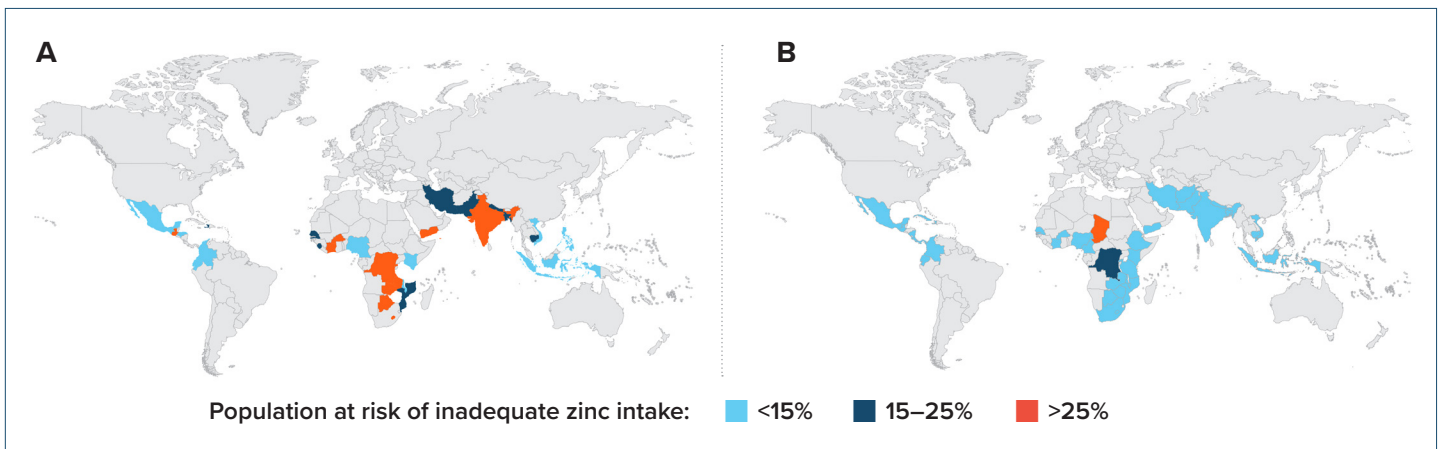 A
B
Population at risk of inadequate zinc intake: <15% 15–25% >25%